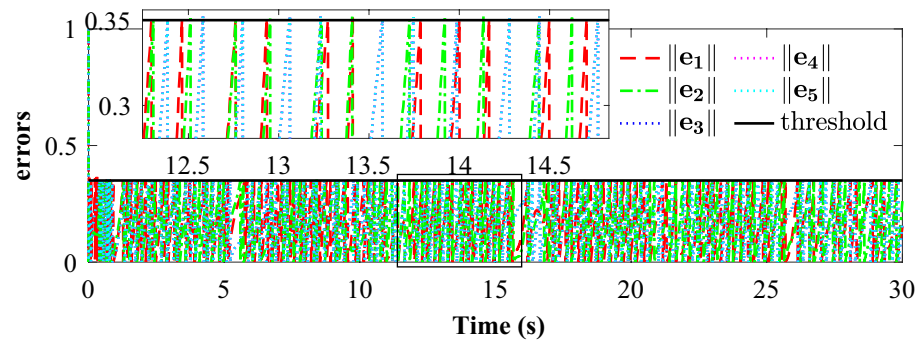 1
0.5
0
errors
0.35
0.3
12.5 13 13.5 14 14.5
||e₁|| ||e₄||
||e₂|| ||e₅||
||e₃|| threshold
0 5 10 15 20 25 30
Time (s)